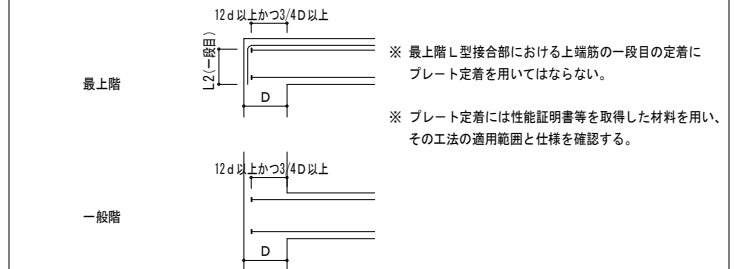 12d以上かつ3/4D以上
L2(一段目)
最上階
D
※ 最上階L型接合部における上端筋の一段目の定着に
プレート定着を用いてはならない。
※ プレート定着には性能証明書等を取得した材料を用い、
その工法の適用範囲と仕様を確認する。
12d以上かつ3/4D以上
一般階
D